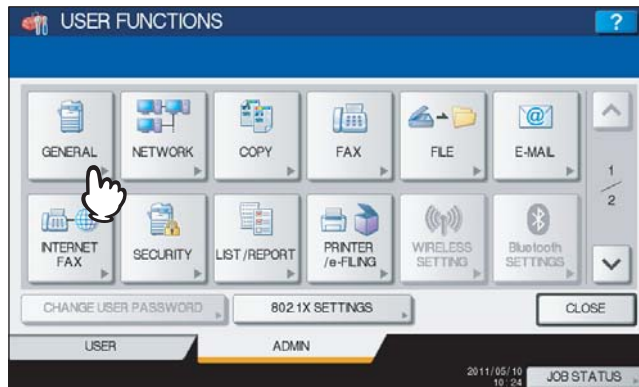 USER FUNCTIONS
?
GENERAL
NETWORK
COPY
FAX
FILE
E-MAIL
1
2
INTERNET
FAX
SECURITY
LIST/REPORT
PRINTER
/e-FILING
WIRELESS
SETTING
Bluetooth
SETTINGS
CHANGE USER PASSWORD
802.1X SETTINGS
CLOSE
USER
ADMIN
2011/05/10
10:24
JOB STATUS